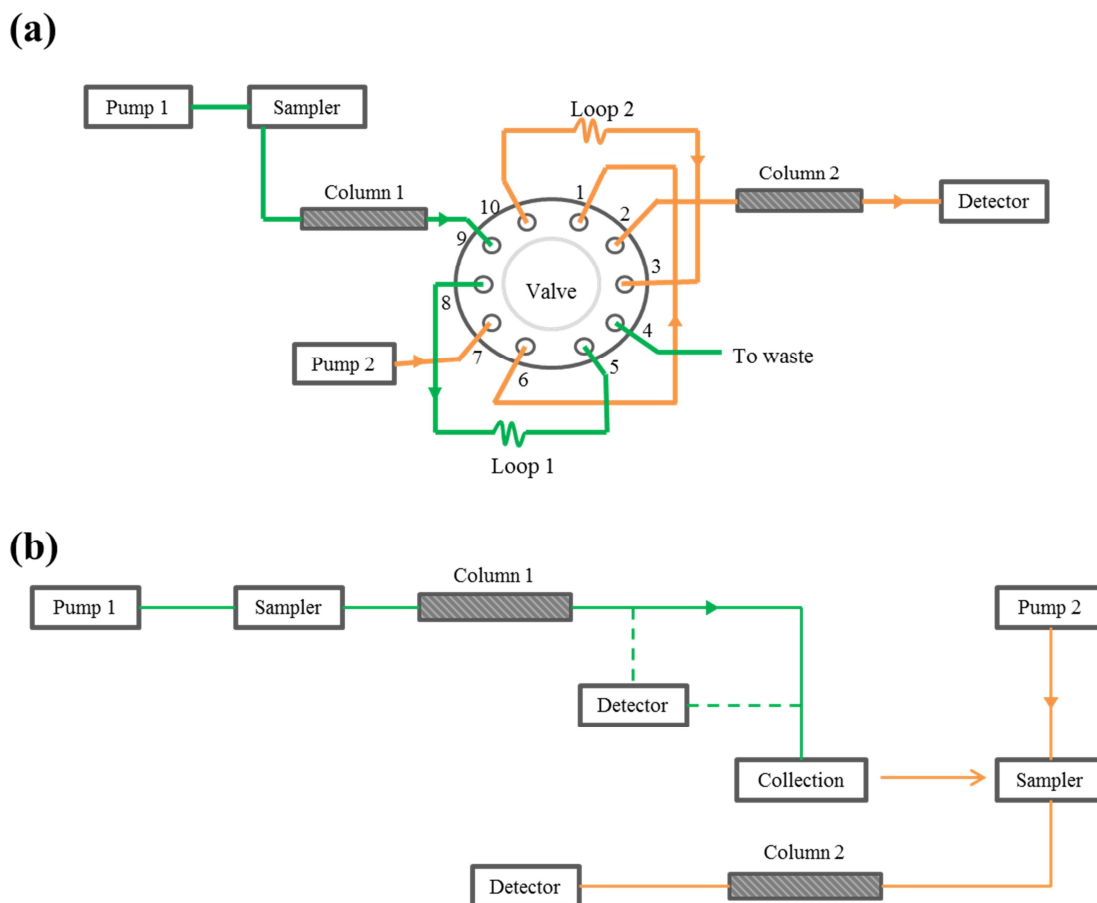 (a)
Pump 1
Sampler
Loop 2
Column 1
Column 2
Detector
10
1
2
9
3
Valve
8
4
To waste
Pump 2
7
6
5
Loop 1
(b)
Column 1
Pump 1
Sampler
Pump 2
Detector
Collection
Sampler
Column 2
Detector